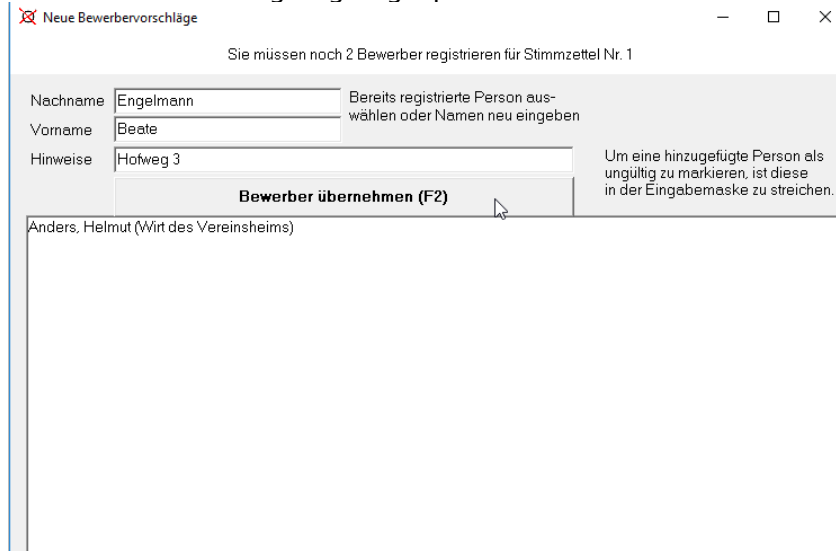 Neue Bewerbervorschläge
Sie müssen noch 2 Bewerber registrieren für Stimmzettel Nr. 1
Nachname Engelmann
Bereits registrierte Person aus-
wählen oder Namen neu eingeben
Vorname Beate
Hinweise Hofweg 3
Um eine hinzugefügte Person als
ungültig zu markieren, ist diese
in der Eingabemaske zu streichen.
Bewerber übernehmen (F2)
Anders, Helmut (Wirt des Vereinsheims)